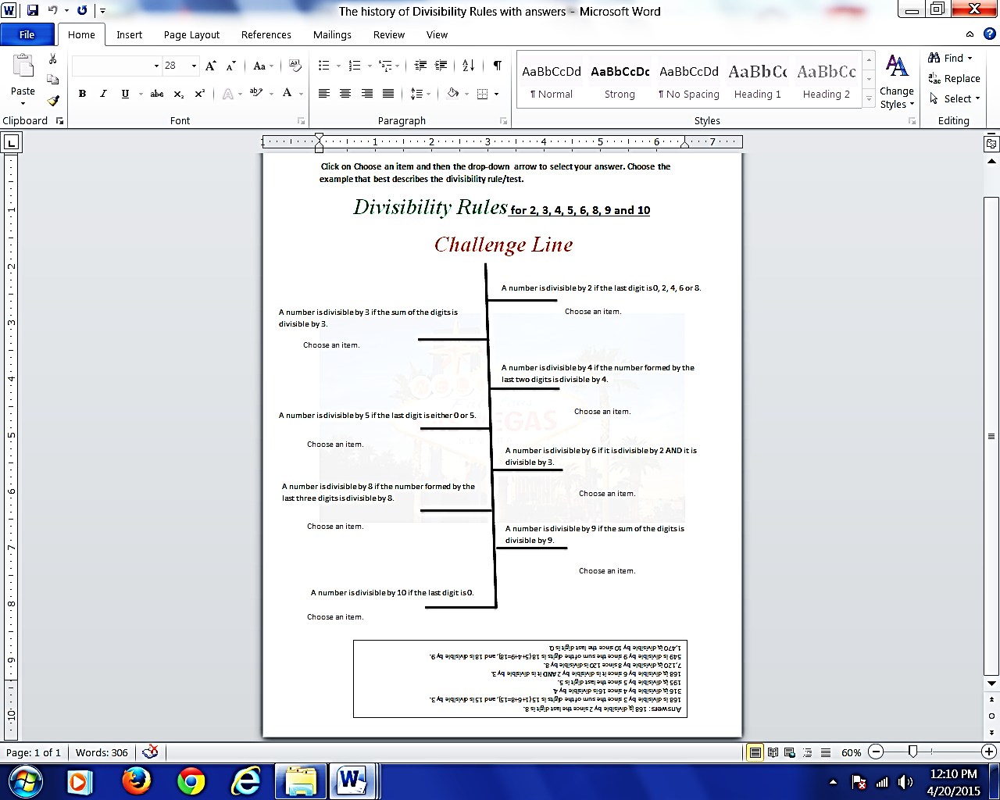 The history of Divisibility Rules with answers - Microsoft Word
File Home Insert Page Layout References Mailings Review View
Paste
28
Aa
B I U abc x₂ x² A ab A
AaBbCcDd AaBbCcDc AaBbCcDd AaBbCc AaBbCc
¶ Normal Strong ¶ No Spacing Heading 1 Heading 2
Change Styles
Find
Replace
Select
Clipboard Font Paragraph Styles Editing
1 1 2 3 4 5 6 7
1 2 3 4 5 6 7 8 9 10
Click on Choose an item and then the drop-down arrow to select your answer. Choose the
example that best describes the divisibility rule/test.
Divisibility Rules for 2, 3, 4, 5, 6, 8, 9 and 10
Challenge Line
A number is divisible by 2 if the last digit is 0, 2, 4, 6 or 8.
Choose an item.
A number is divisible by 3 if the sum of the digits is
divisible by 3.
Choose an item.
A number is divisible by 4 if the number formed by the
last two digits is divisible by 4.
Choose an item.
A number is divisible by 5 if the last digit is either 0 or 5.
Choose an item.
A number is divisible by 6 if it is divisible by 2 AND it is
divisible by 3.
Choose an item.
A number is divisible by 8 if the number formed by the
last three digits is divisible by 8.
Choose an item.
A number is divisible by 9 if the sum of the digits is
divisible by 9.
Choose an item.
A number is divisible by 10 if the last digit is 0.
Choose an item.
Answers: 168 is divisible by 2 since the last digit is 8.
168 is divisible by 3 since the sum of the digits is 15 (1+6+8=15), and 15 is divisible by 3.
316 is divisible by 4 since 16 is divisible by 4.
195 is divisible by 5 since the last digit is 5.
168 is divisible by 6 since it is divisible by 2 AND it is divisible by 3.
7,120 is divisible by 8 since 120 is divisible by 8.
549 is divisible by 9 since the sum of the digits is 18 (5+4+9=18), and 18 is divisible by 9.
1,470 is divisible by 10 since the last digit is 0.
Page: 1 of 1 Words: 306 60%
12:10 PM
4/20/2015